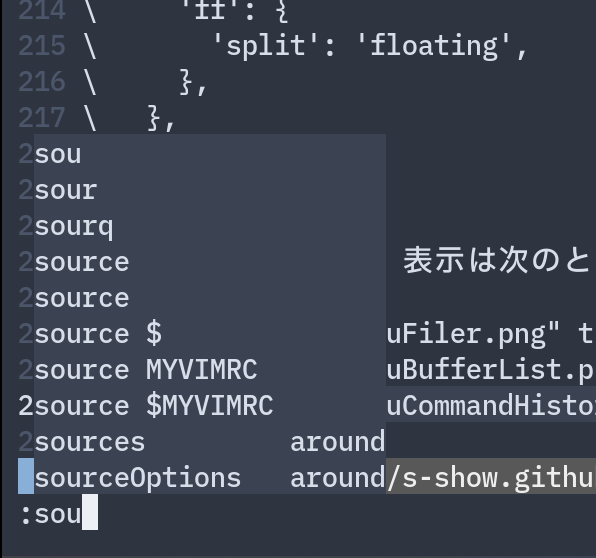 214 \     'ff': {
215 \       'split': 'floating',
216 \     },
217 \   },
2sou
2sour
2sourq
2source 表示は次のと
2source
2source $ uFiler.png" t
2source MYVIMRC uBufferList.p
2source $MYVIMRC uCommandHisto
2sources around
sourceOptions around/s-show.githu
:sou